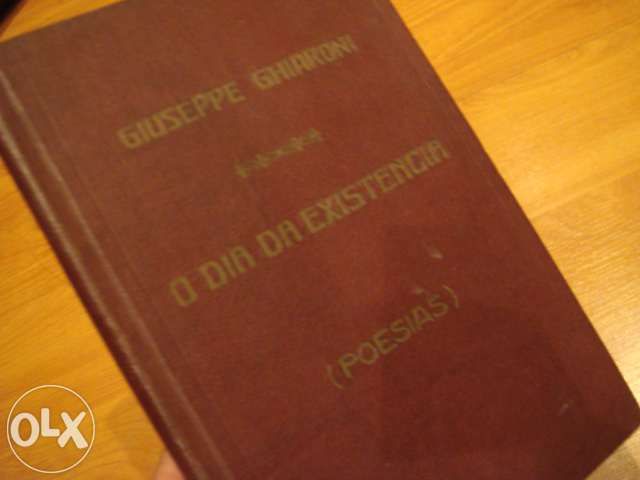 GIUSEPPE GHIARONI
O DIA DA EXISTENCIA
(POESIAS)
OLX